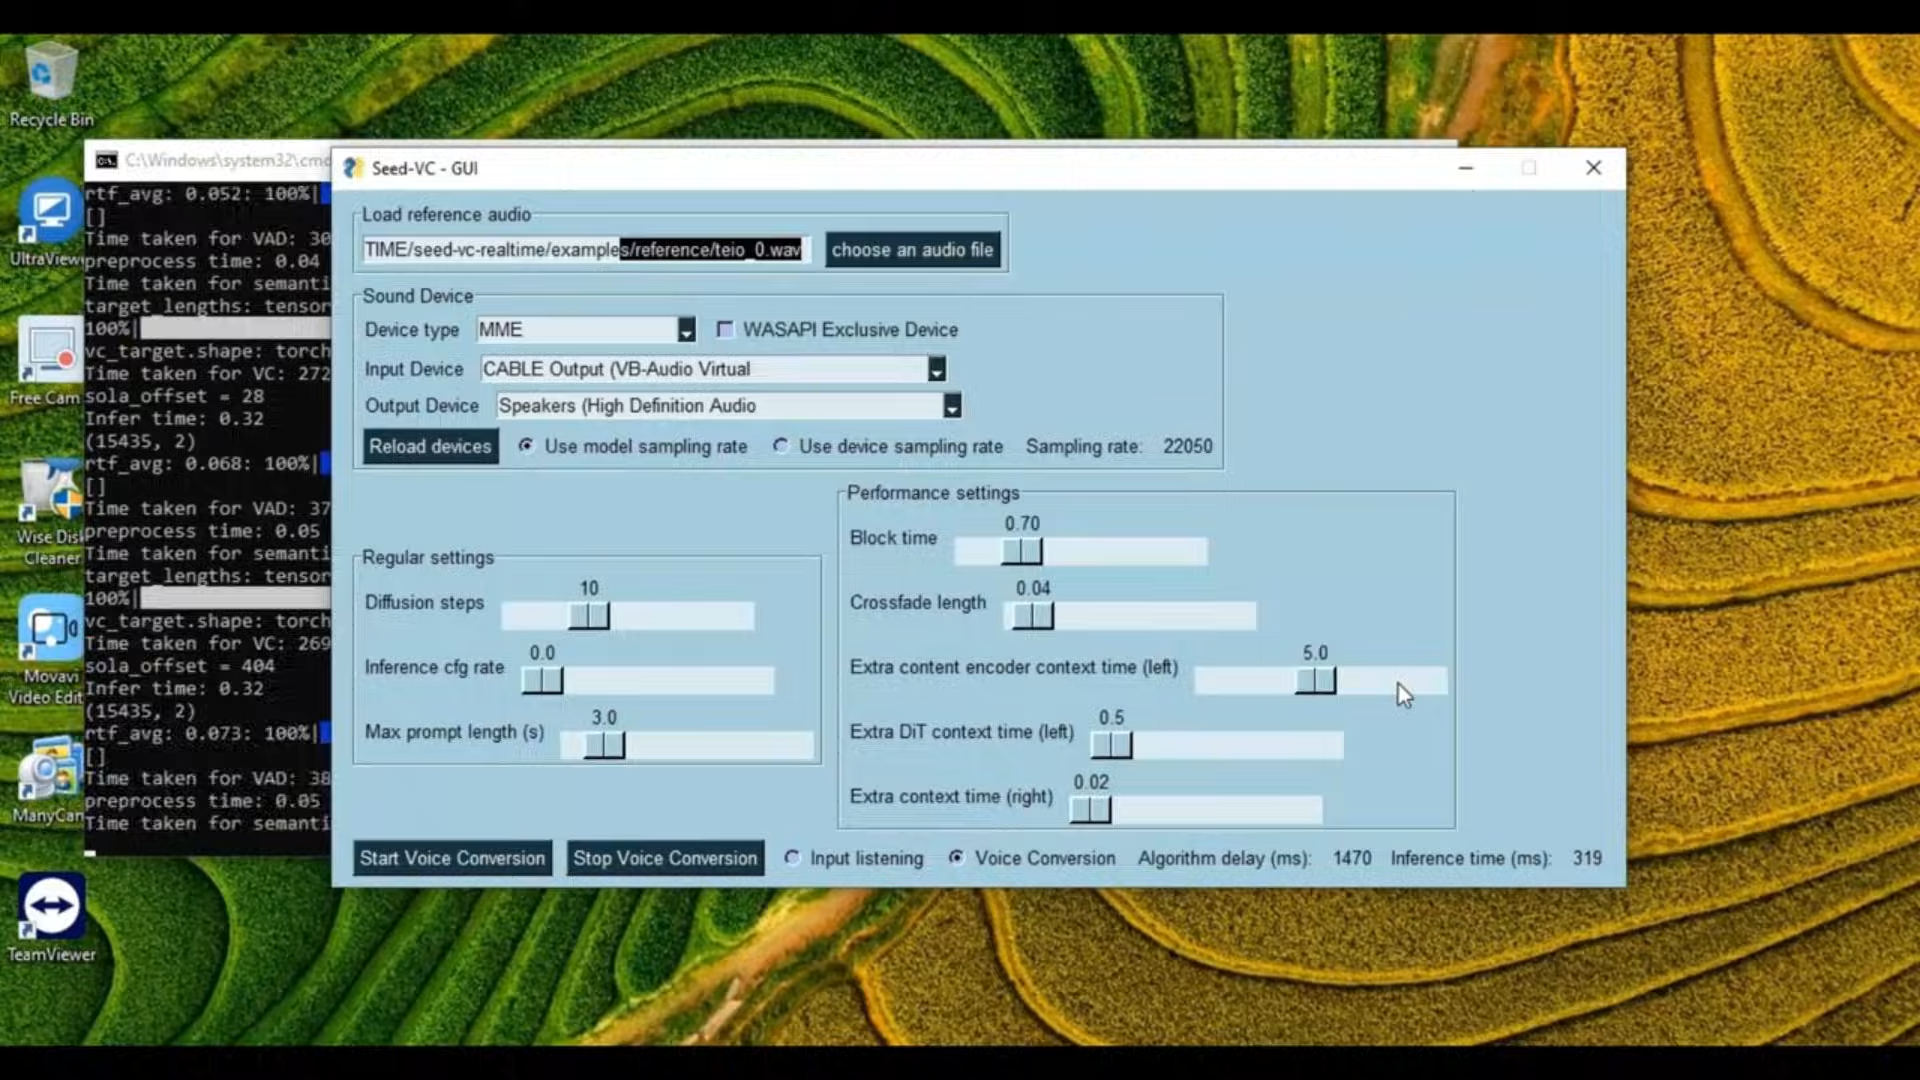 Recycle Bin
UltraView
Free Cam
Wise Disk
Cleaner
Movavi
Video Edit
ManyCam
TeamViewer
C:\Windows\system32\cmd
rtf_avg: 0.052: 100%|
[]
Time taken for VAD: 30
preprocess time: 0.04
Time taken for semanti
target_lengths: tensor
100%|
vc_target.shape: torch
Time taken for VC: 272
sola_offset = 28
Infer time: 0.32
(15435, 2)
rtf_avg: 0.068: 100%|
[]
Time taken for VAD: 37
preprocess time: 0.05
Time taken for semanti
target_lengths: tensor
100%|
vc_target.shape: torch
Time taken for VC: 269
sola_offset = 404
Infer time: 0.32
(15435, 2)
rtf_avg: 0.073: 100%|
[]
Time taken for VAD: 38
preprocess time: 0.05
Time taken for semanti
Seed-VC - GUI
Load reference audio
TIME/seed-vc-realtime/examples/reference/teio_0.wav choose an audio file
Sound Device
Device type MME WASAPI Exclusive Device
Input Device CABLE Output (VB-Audio Virtual
Output Device Speakers (High Definition Audio
Reload devices Use model sampling rate Use device sampling rate Sampling rate: 22050
Regular settings
Diffusion steps 10
Inference cfg rate 0.0
Max prompt length (s) 3.0
Performance settings
Block time 0.70
Crossfade length 0.04
Extra content encoder context time (left) 5.0
Extra DiT context time (left) 0.5
Extra context time (right) 0.02
Start Voice Conversion Stop Voice Conversion Input listening Voice Conversion Algorithm delay (ms): 1470 Inference time (ms): 319